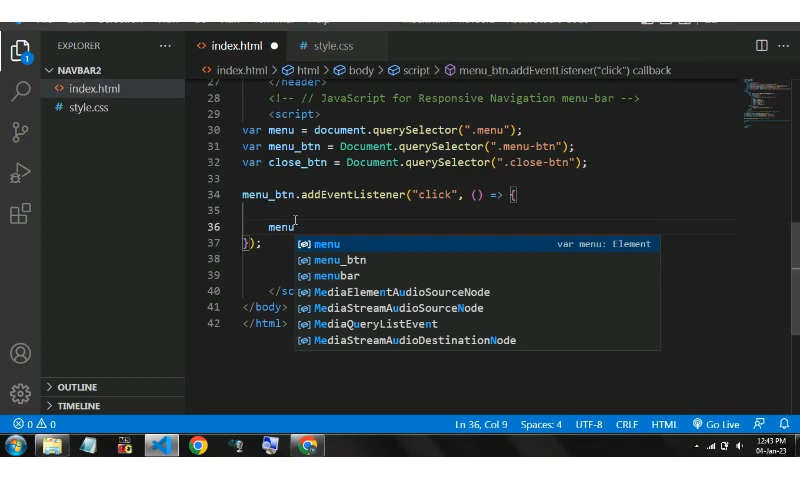 EXPLORER
index.html
style.css
NAVBAR2
index.html
style.css
index.html
html
body
script
menu_btn.addEventListener("click") callback
27 </header>
28 <!-- // JavaScript for Responsive Navigation menu-bar -->
29 <script>
30 var menu = document.querySelector(".menu");
31 var menu_btn = Document.querySelector(".menu-btn");
32 var close_btn = Document.querySelector(".close-btn");
34 menu_btn.addEventListener("click", () => {
35
36 menu
37 });
38
40 </sc
41 </body>
42 </html>
menu var menu: Element
menu_btn
menubar
MediaElementAudioSourceNode
MediaStreamAudioSourceNode
MediaQueryListEvent
MediaStreamAudioDestinationNode
OUTLINE
TIMELINE
0 0 Ln 36, Col 9 Spaces: 4 UTF-8 CRLF HTML Go Live
12:43 PM
04-Jan-23